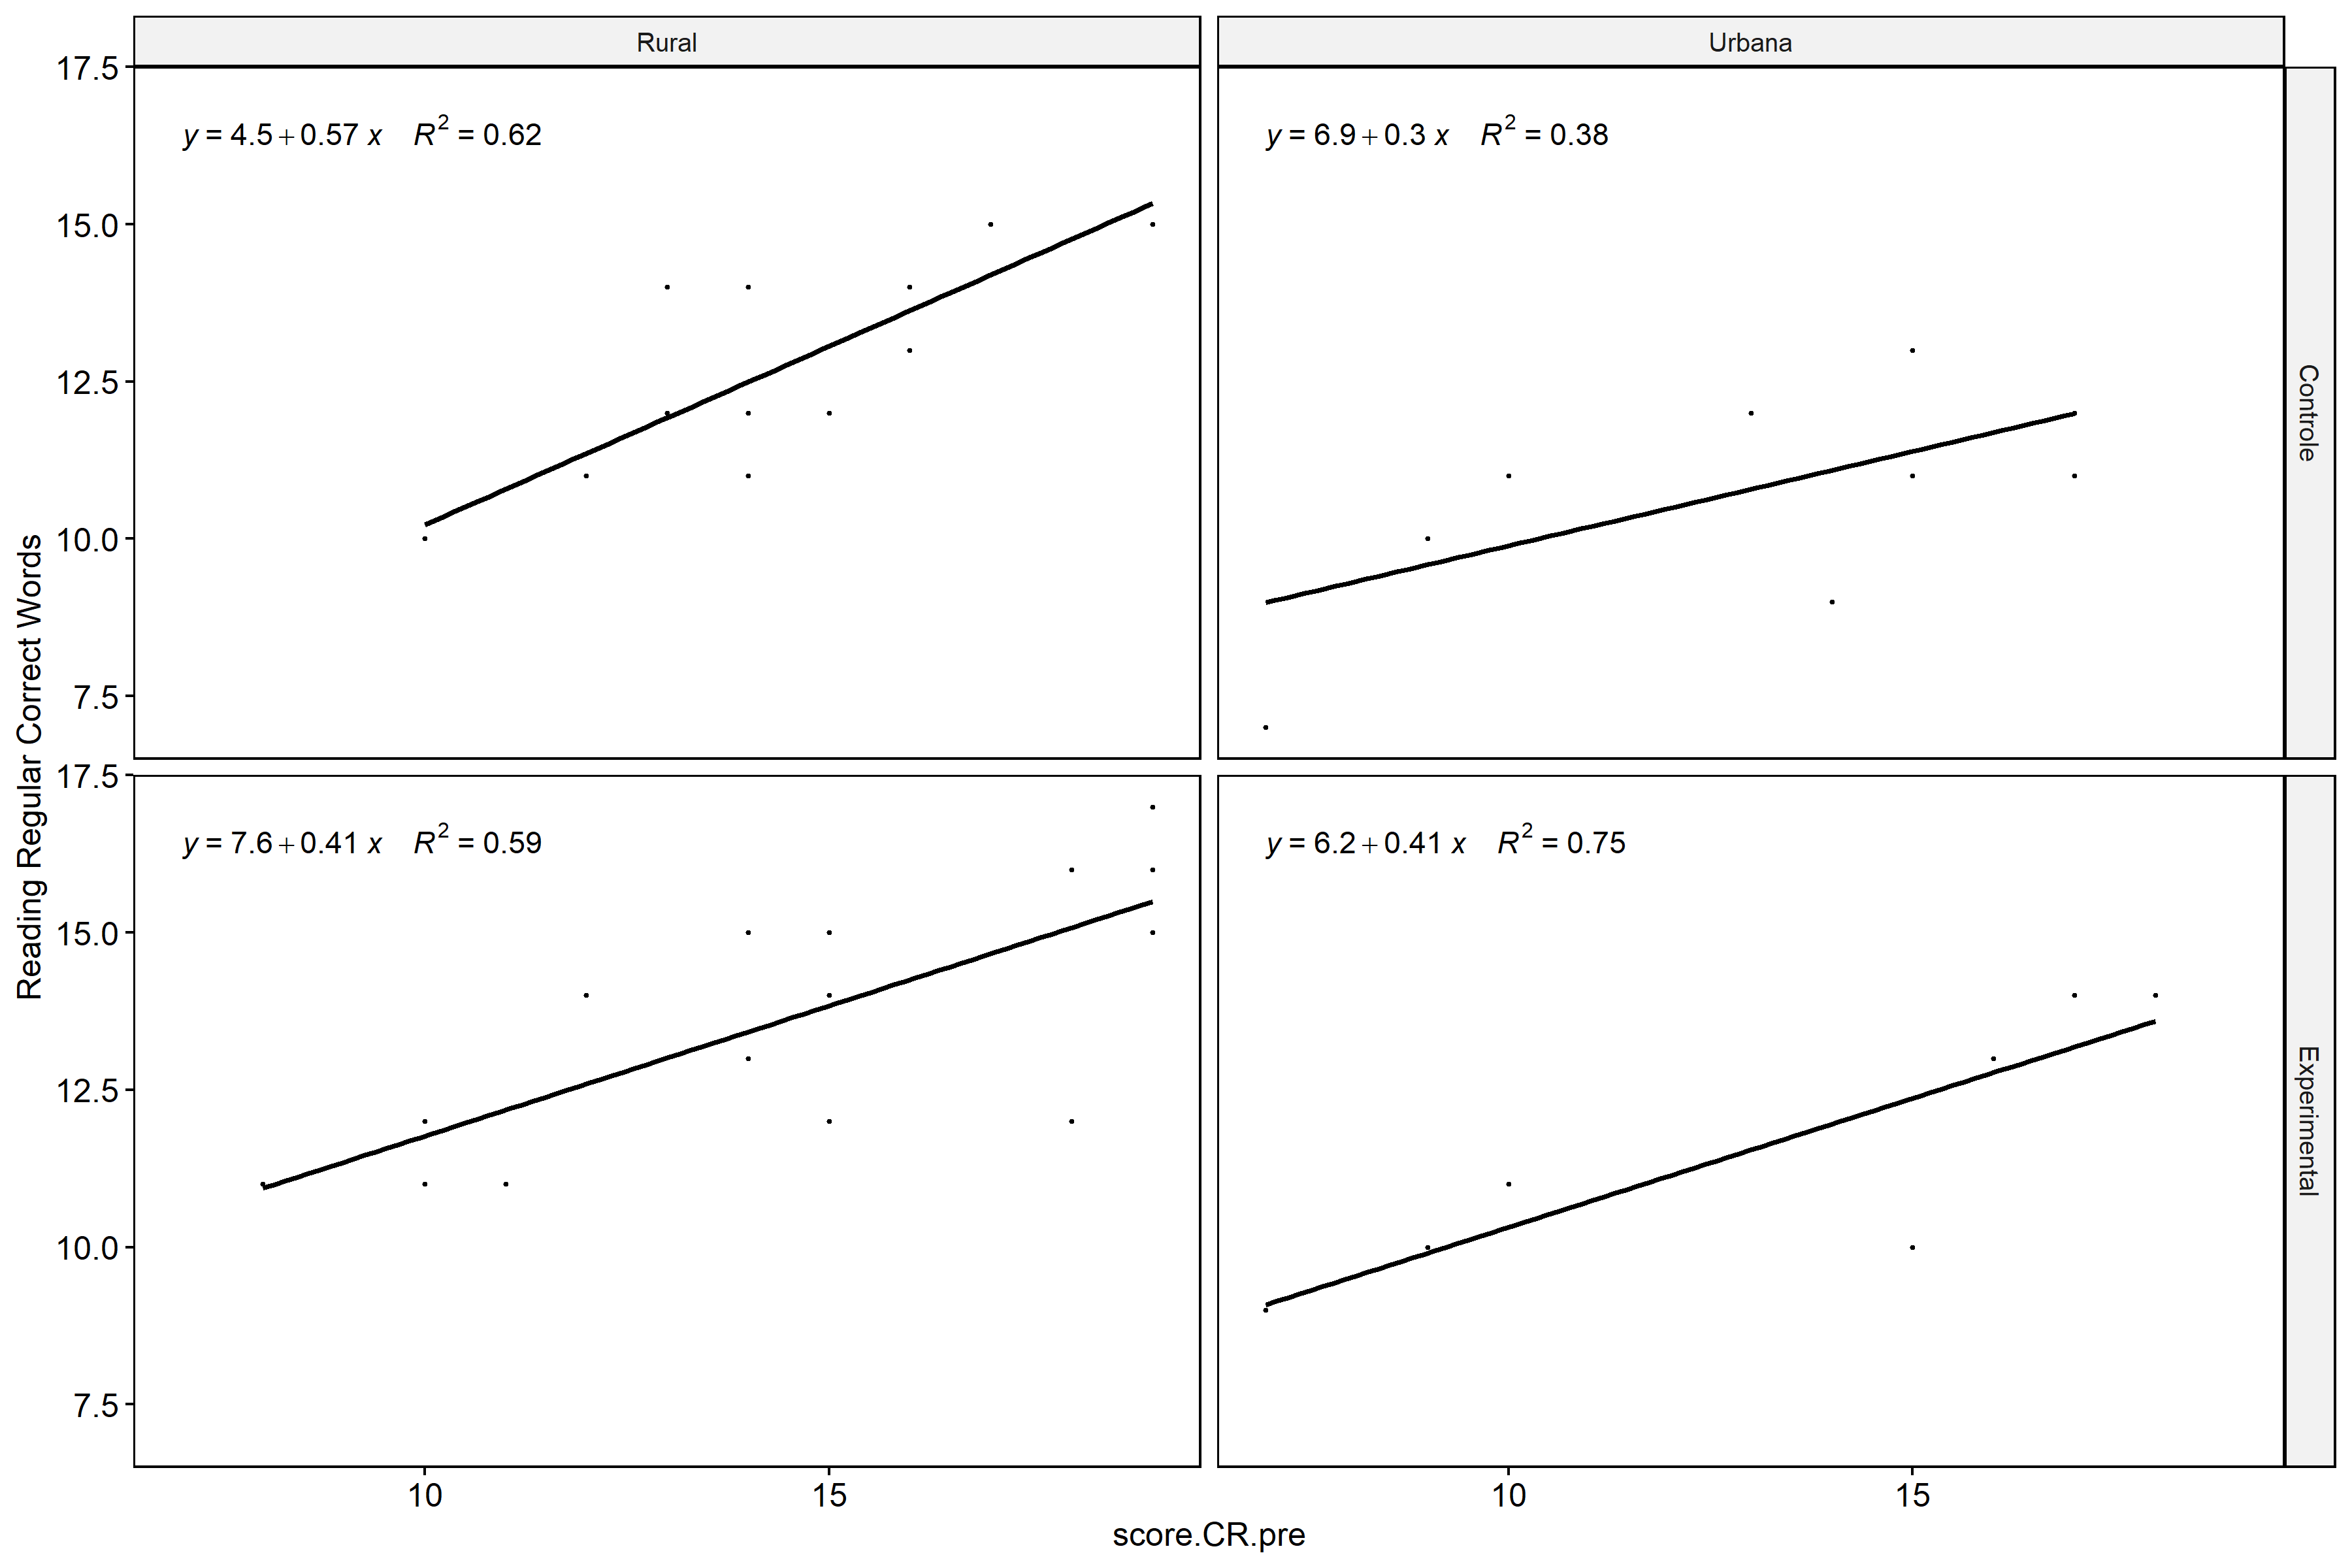 Rural
Urbana
17.5
15.0
12.5
10.0
7.5
y = 4.5 + 0.57 x R² = 0.62
y = 6.9 + 0.3 x R² = 0.38
Controle
17.5
15.0
12.5
10.0
7.5
y = 7.6 + 0.41 x R² = 0.59
y = 6.2 + 0.41 x R² = 0.75
Experimental
Reading Regular Correct Words
10 15
10 15
score.CR.pre